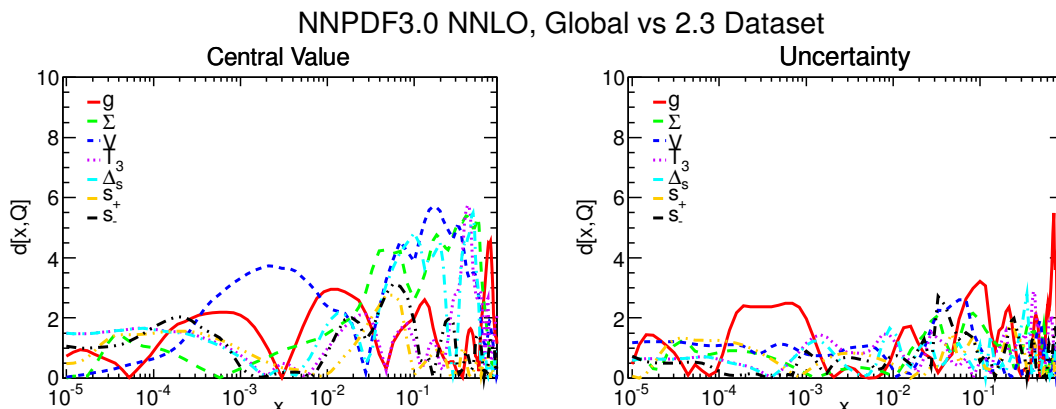 NNPDF3.0 NNLO, Global vs 2.3 Dataset
Central Value
10
8
6
4
2
0
d[x,Q]
g
Σ
V
T₃
Δₛ
s₊
s₋
10⁻⁵ 10⁻⁴ 10⁻³ 10⁻² 10⁻¹
x
Uncertainty
10
8
6
4
2
0
d[x,Q]
g
Σ
V
T₃
Δₛ
s₊
s₋
10⁻⁵ 10⁻⁴ 10⁻³ 10⁻² 10⁻¹
x